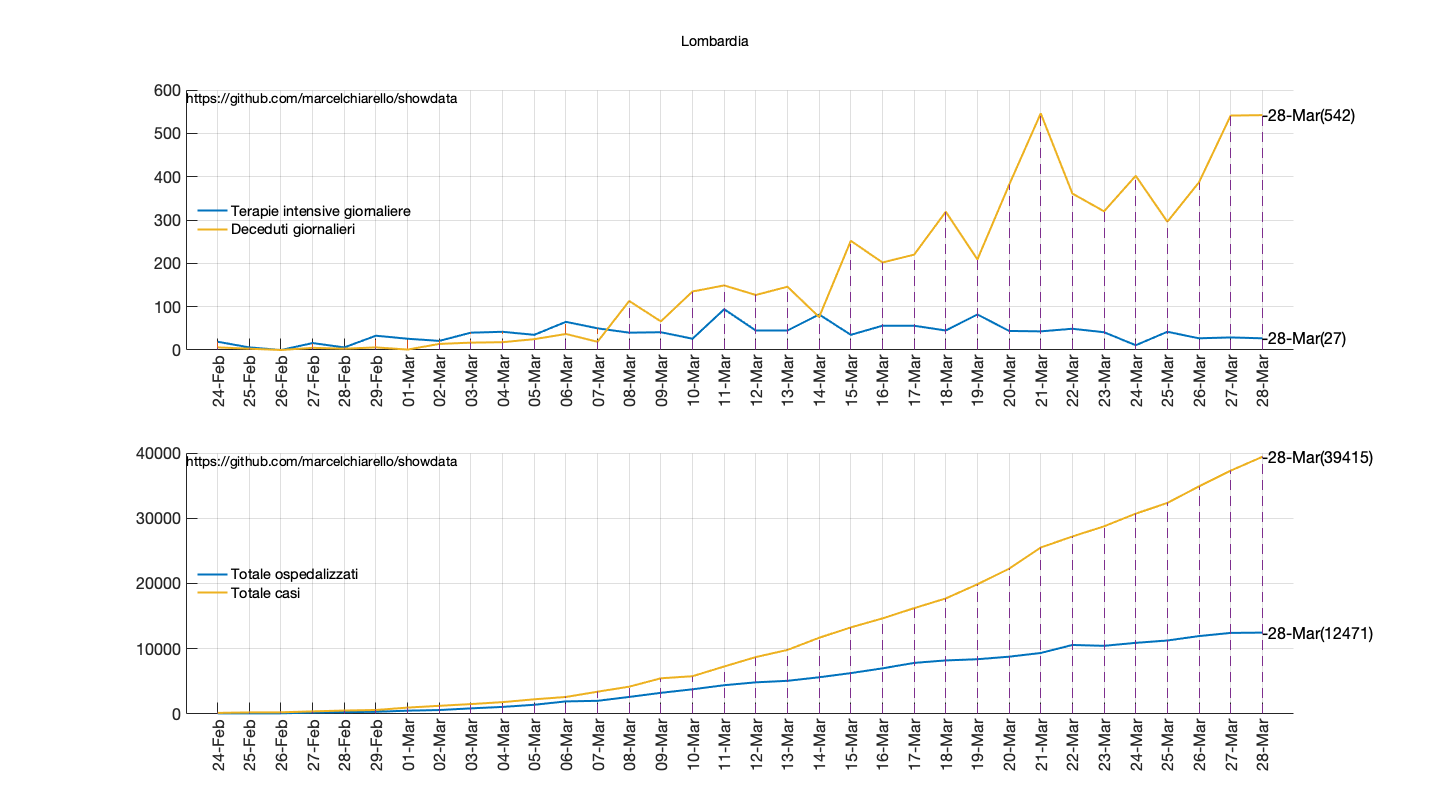 Lombardia
600
https://github.com/marcelchiarello/showdata
500
400
300
200
100
0
Terapie intensive giornaliere
Deceduti giornalieri
-28-Mar(542)
-28-Mar(27)
24-Feb
25-Feb
26-Feb
27-Feb
28-Feb
29-Feb
01-Mar
02-Mar
03-Mar
04-Mar
05-Mar
06-Mar
07-Mar
08-Mar
09-Mar
10-Mar
11-Mar
12-Mar
13-Mar
14-Mar
15-Mar
16-Mar
17-Mar
18-Mar
19-Mar
20-Mar
21-Mar
22-Mar
23-Mar
24-Mar
25-Mar
26-Mar
27-Mar
28-Mar
40000
https://github.com/marcelchiarello/showdata
30000
20000
10000
0
Totale ospedalizzati
Totale casi
-28-Mar(39415)
-28-Mar(12471)
24-Feb
25-Feb
26-Feb
27-Feb
28-Feb
29-Feb
01-Mar
02-Mar
03-Mar
04-Mar
05-Mar
06-Mar
07-Mar
08-Mar
09-Mar
10-Mar
11-Mar
12-Mar
13-Mar
14-Mar
15-Mar
16-Mar
17-Mar
18-Mar
19-Mar
20-Mar
21-Mar
22-Mar
23-Mar
24-Mar
25-Mar
26-Mar
27-Mar
28-Mar